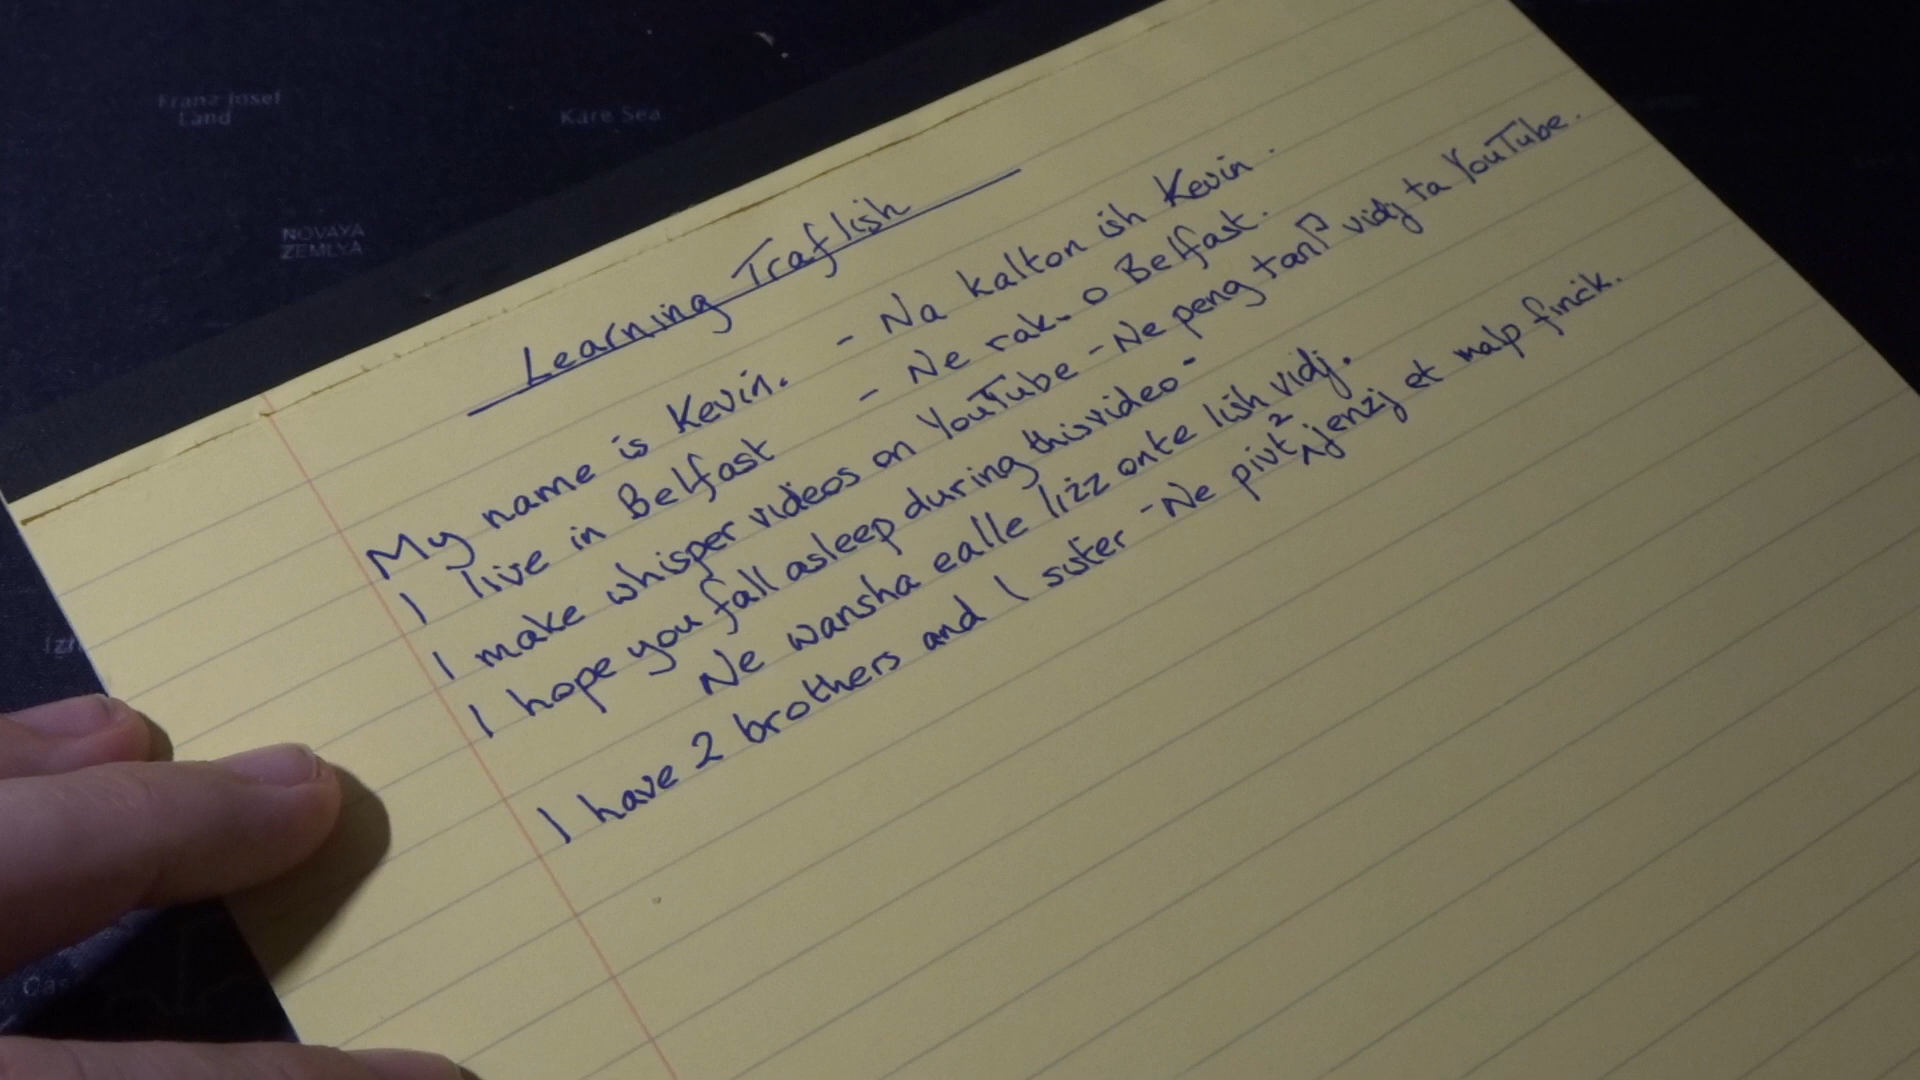 Franz Josef
Land
Kare Sea
NOVAYA
ZEMLYA
Learning Traflish
My name is Kevin. - Na kalton ish Kevin.
I live in Belfast - Ne rak o Belfast.
I make whisper videos on YouTube - Ne peng vidj ta YouTube.
I hope you fall asleep during this video -
Ne wansha ealle lizz onte lish vidj.
I have 2 brothers and 1 sister - Ne pivt 2 jenzj et malp finck.